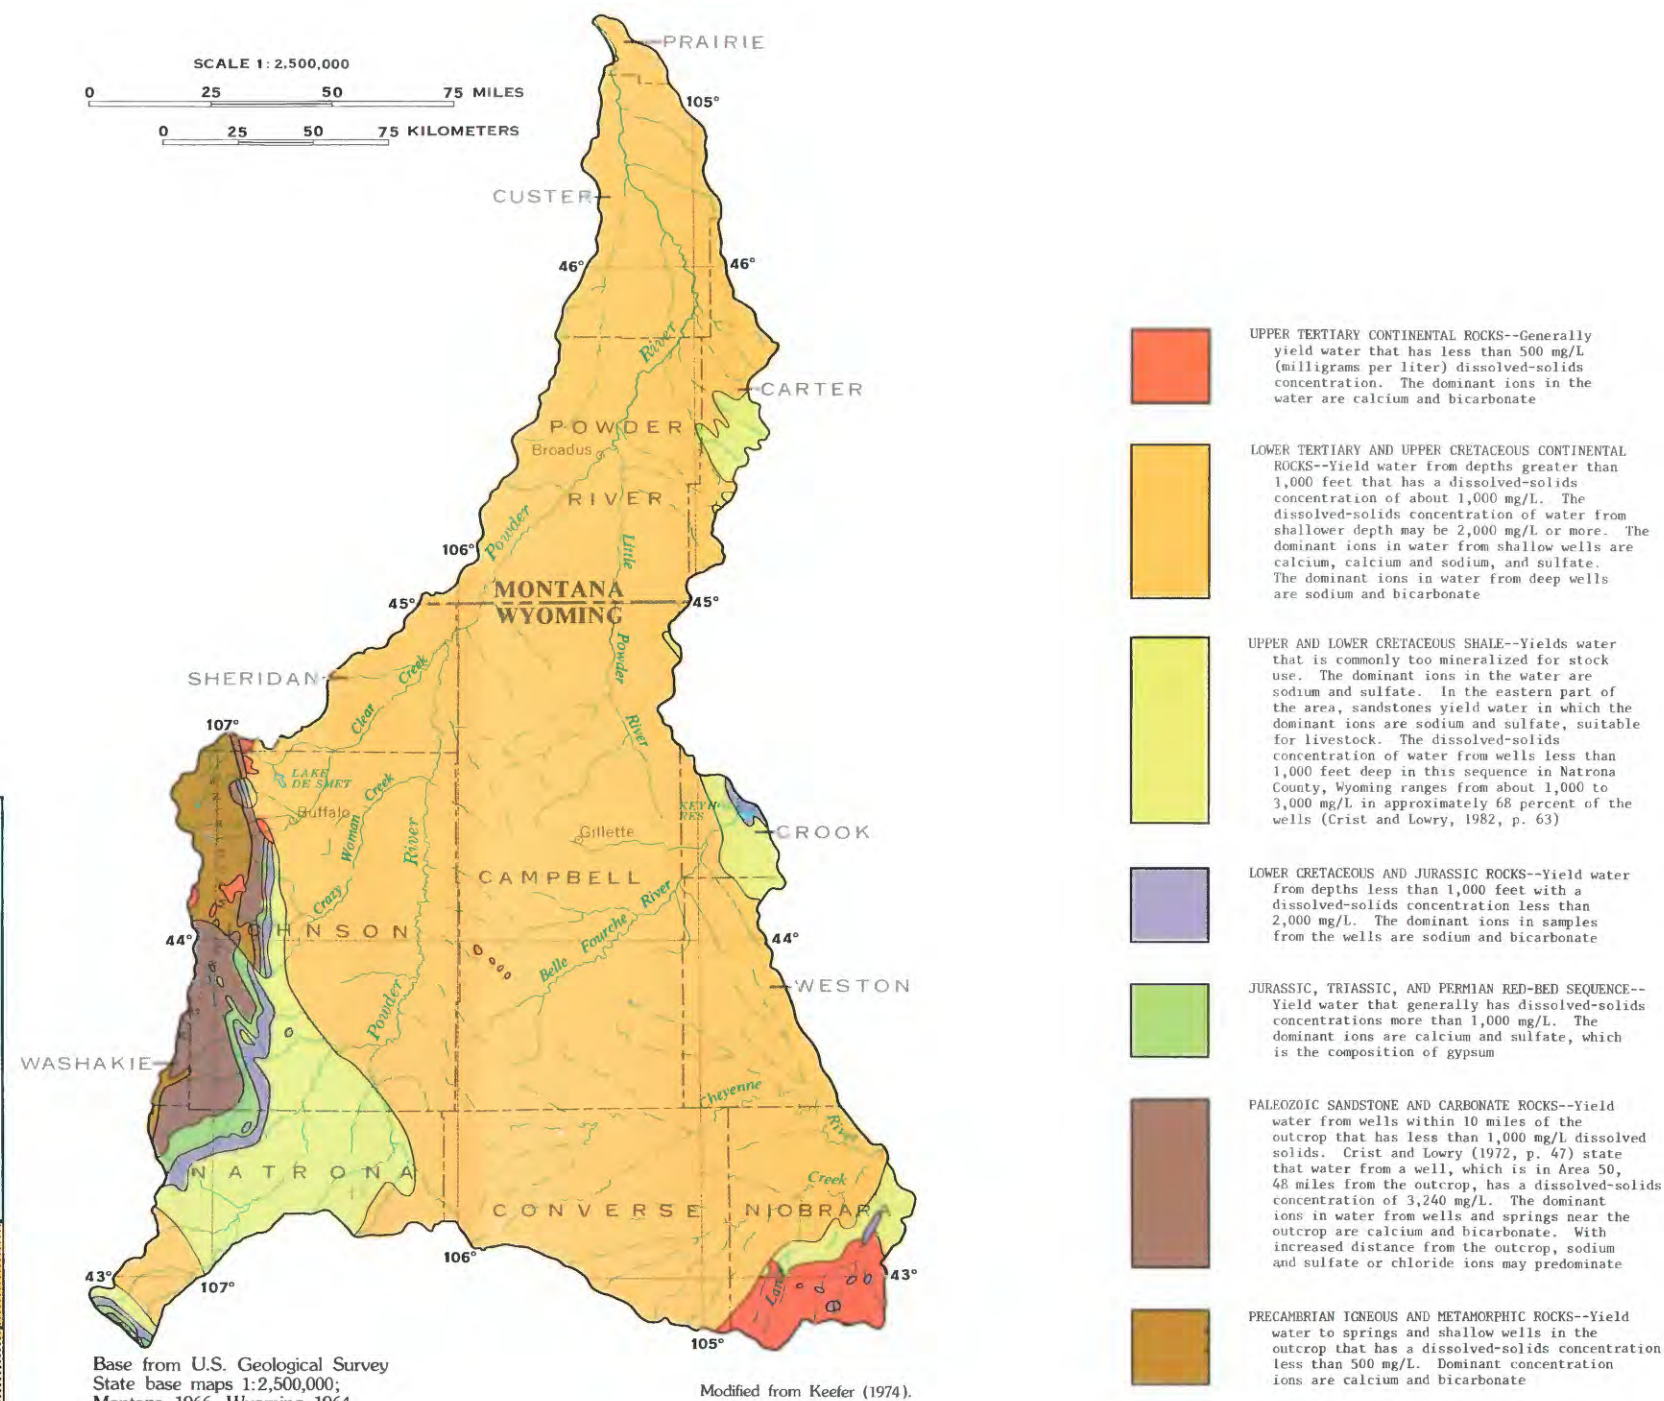 SCALE 1: 2,500,000
0 25 50 75 MILES
0 25 50 75 KILOMETERS
PRAIRIE
105°
CUSTER
46°
46°
River
CARTER
POWDER
Broadus
RIVER
Powder
Little
106°
MONTANA
45°
45°
WYOMING
Powder
Creek
SHERIDAN
Clear
River
107°
LAKE
DE SMET
Creek
Buffalo
KEYH
RES
Gillette
CROOK
Woman
River
CAMPBELL
Crazy
River
Fourche
Belle
JOHNSON
44°
44°
WESTON
Powder
WASHAKIE
Cheyenne
River
NATRONA
Creek
CONVERSE
NIOBRARA
106°
43°
107°
43°
Lan
105°
Base from U.S. Geological Survey
State base maps 1:2,500,000;
Montana, 1966, Wyoming, 1964
Modified from Keefer (1974).
UPPER TERTIARY CONTINENTAL ROCKS--Generally
yield water that has less than 500 mg/L
(milligrams per liter) dissolved-solids
concentration. The dominant ions in the
water are calcium and bicarbonate
LOWER TERTIARY AND UPPER CRETACEOUS CONTINENTAL
ROCKS--Yield water from depths greater than
1,000 feet that has a dissolved-solids
concentration of about 1,000 mg/L. The
dissolved-solids concentration of water from
shallower depth may be 2,000 mg/L or more. The
dominant ions in water from shallow wells are
calcium, calcium and sodium, and sulfate.
The dominant ions in water from deep wells
are sodium and bicarbonate
UPPER AND LOWER CRETACEOUS SHALE--Yields water
that is commonly too mineralized for stock
use. The dominant ions in the water are
sodium and sulfate. In the eastern part of
the area, sandstones yield water in which the
dominant ions are sodium and sulfate, suitable
for livestock. The dissolved-solids
concentration of water from wells less than
1,000 feet deep in this sequence in Natrona
County, Wyoming ranges from about 1,000 to
3,000 mg/L in approximately 68 percent of the
wells (Crist and Lowry, 1982, p. 63)
LOWER CRETACEOUS AND JURASSIC ROCKS--Yield water
from depths less than 1,000 feet with a
dissolved-solids concentration less than
2,000 mg/L. The dominant ions in samples
from the wells are sodium and bicarbonate
JURASSIC, TRIASSIC, AND PERMIAN RED-BED SEQUENCE--
Yield water that generally has dissolved-solids
concentrations more than 1,000 mg/L. The
dominant ions are calcium and sulfate, which
is the composition of gypsum
PALEOZOIC SANDSTONE AND CARBONATE ROCKS--Yield
water from wells within 10 miles of the
outcrop that has less than 1,000 mg/L dissolved
solids. Crist and Lowry (1972, p. 47) state
that water from a well, which is in Area 50,
48 miles from the outcrop, has a dissolved-solids
concentration of 3,240 mg/L. The dominant
ions in water from wells and springs near the
outcrop are calcium and bicarbonate. With
increased distance from the outcrop, sodium
and sulfate or chloride ions may predominate
PRECAMBRIAN IGNEOUS AND METAMORPHIC ROCKS--Yield
water to springs and shallow wells in the
outcrop that has a dissolved-solids concentration
less than 500 mg/L. Dominant concentration
ions are calcium and bicarbonate